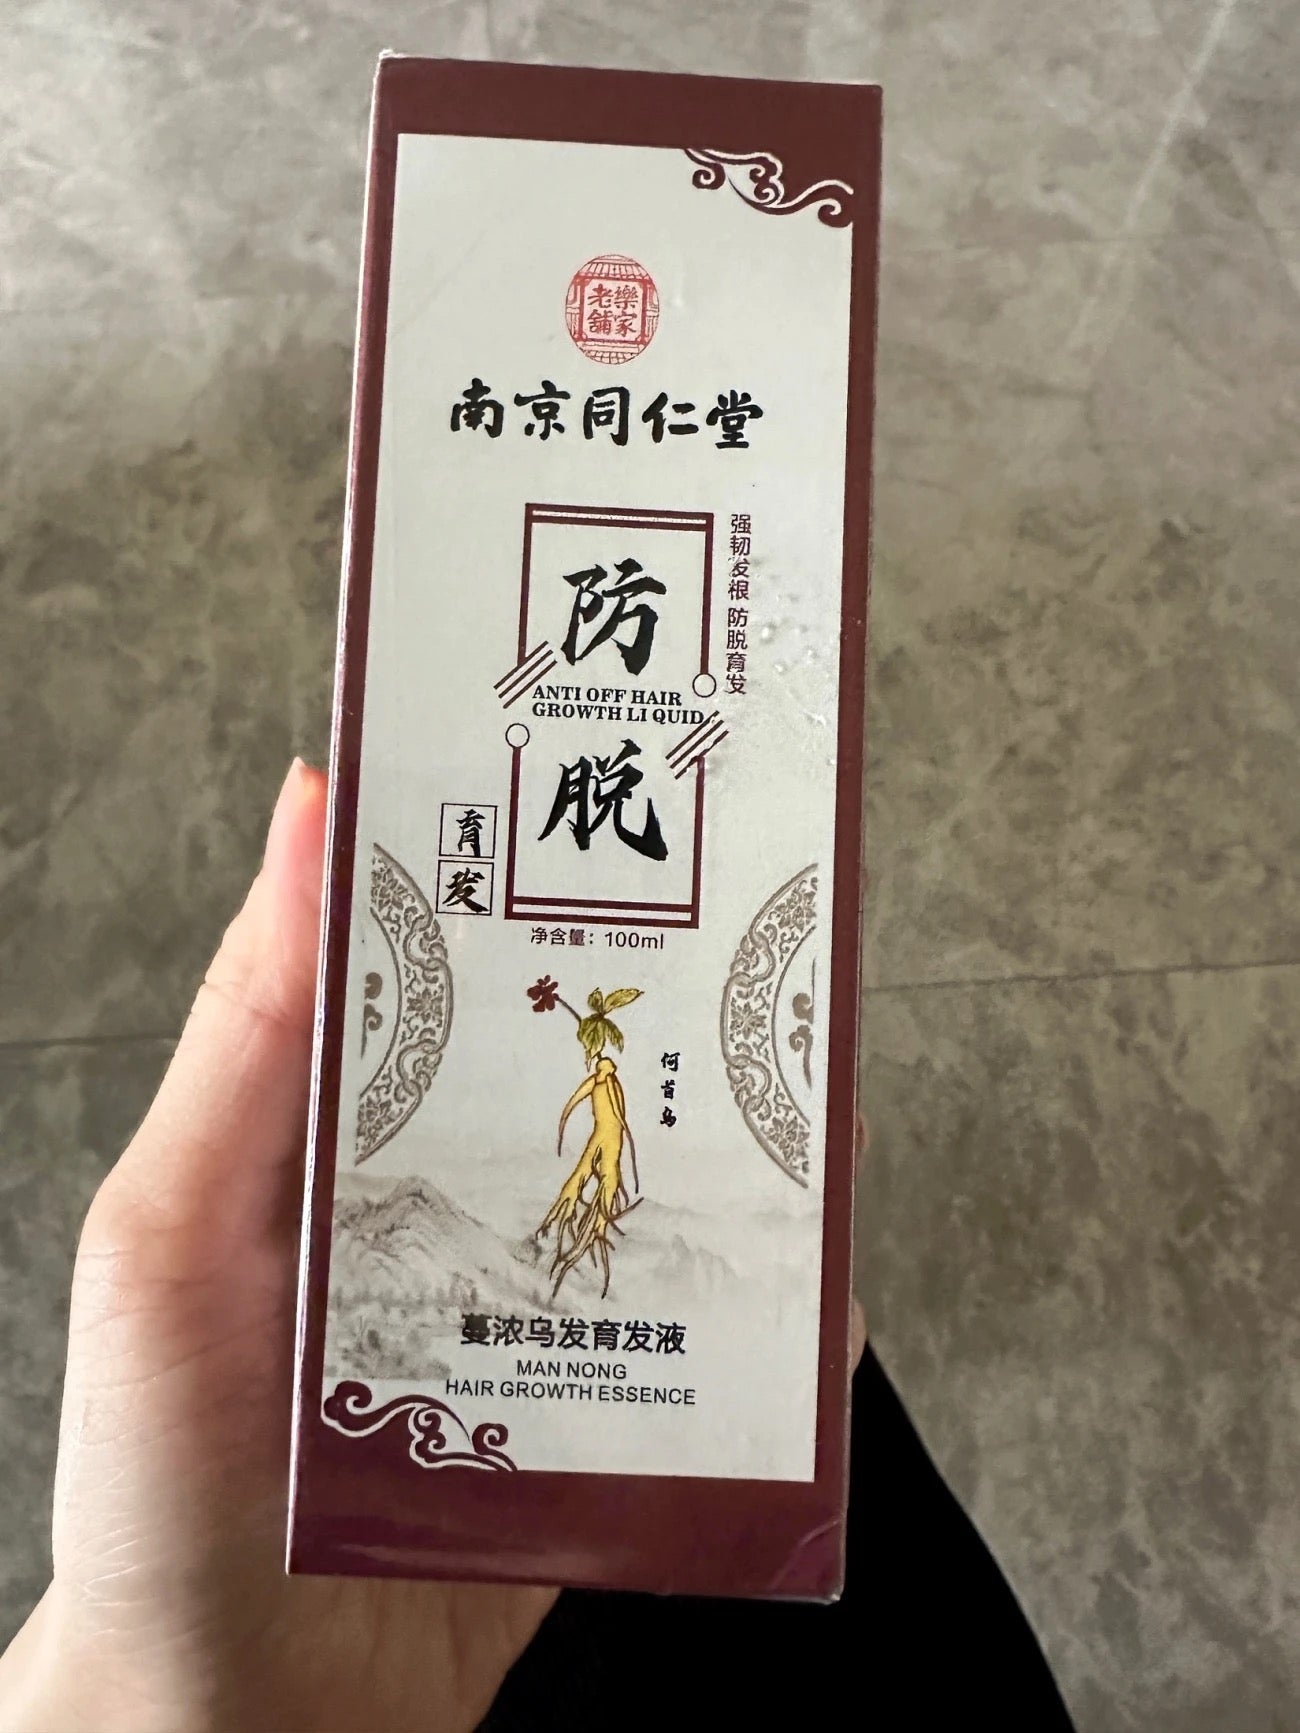 樂家
老舖
南京同仁堂
强韧发根 防脱育发
防
ANTI OFF HAIR
GROWTH LI QUID
脱
育
发
净含量：100ml
何首乌
蔓浓乌发育发液
MAN NONG
HAIR GROWTH ESSENCE